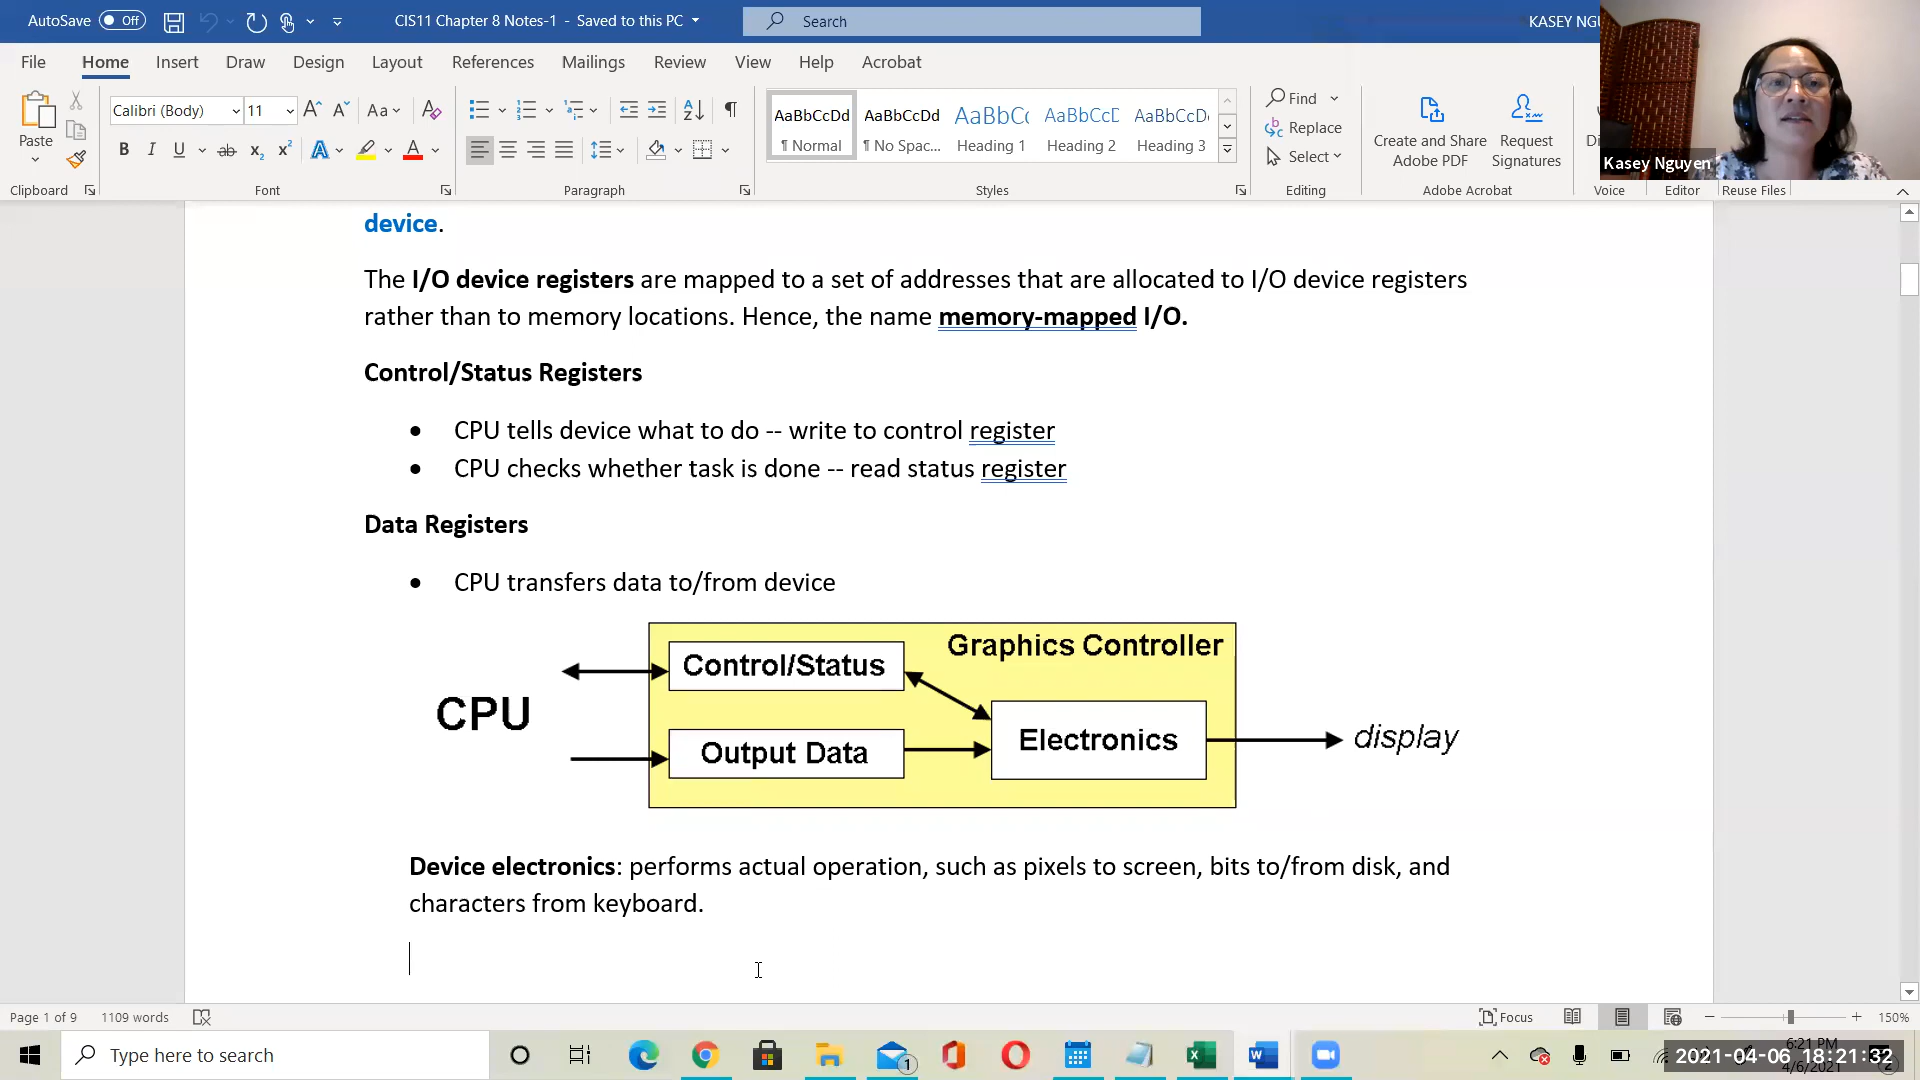 AutoSave Off
CIS11 Chapter 8 Notes-1 - Saved to this PC
Search
KASEY
File Home Insert Draw Design Layout References Mailings Review View Help Acrobat
Paste
Clipboard
Calibri (Body) 11
Font
Paragraph
AaBbCcDd AaBbCcDd AaBbCc AaBbCcD AaBbCcD
¶ Normal ¶ No Spac... Heading 1 Heading 2 Heading 3
Styles
Find
Replace
Select
Editing
Create and Share Adobe PDF
Request Signatures
Adobe Acrobat
Voice
Editor
Reuse Files
Kasey Nguyen
device.
The I/O device registers are mapped to a set of addresses that are allocated to I/O device registers
rather than to memory locations. Hence, the name memory-mapped I/O.
Control/Status Registers
• CPU tells device what to do -- write to control register
• CPU checks whether task is done -- read status register
Data Registers
• CPU transfers data to/from device
Graphics Controller
Control/Status
CPU
Output Data
Electronics
display
Device electronics: performs actual operation, such as pixels to screen, bits to/from disk, and
characters from keyboard.
Page 1 of 9 1109 words
Focus
150%
Type here to search
1
6:21 PM
2021-04-06 18:21:32
4/6/2021